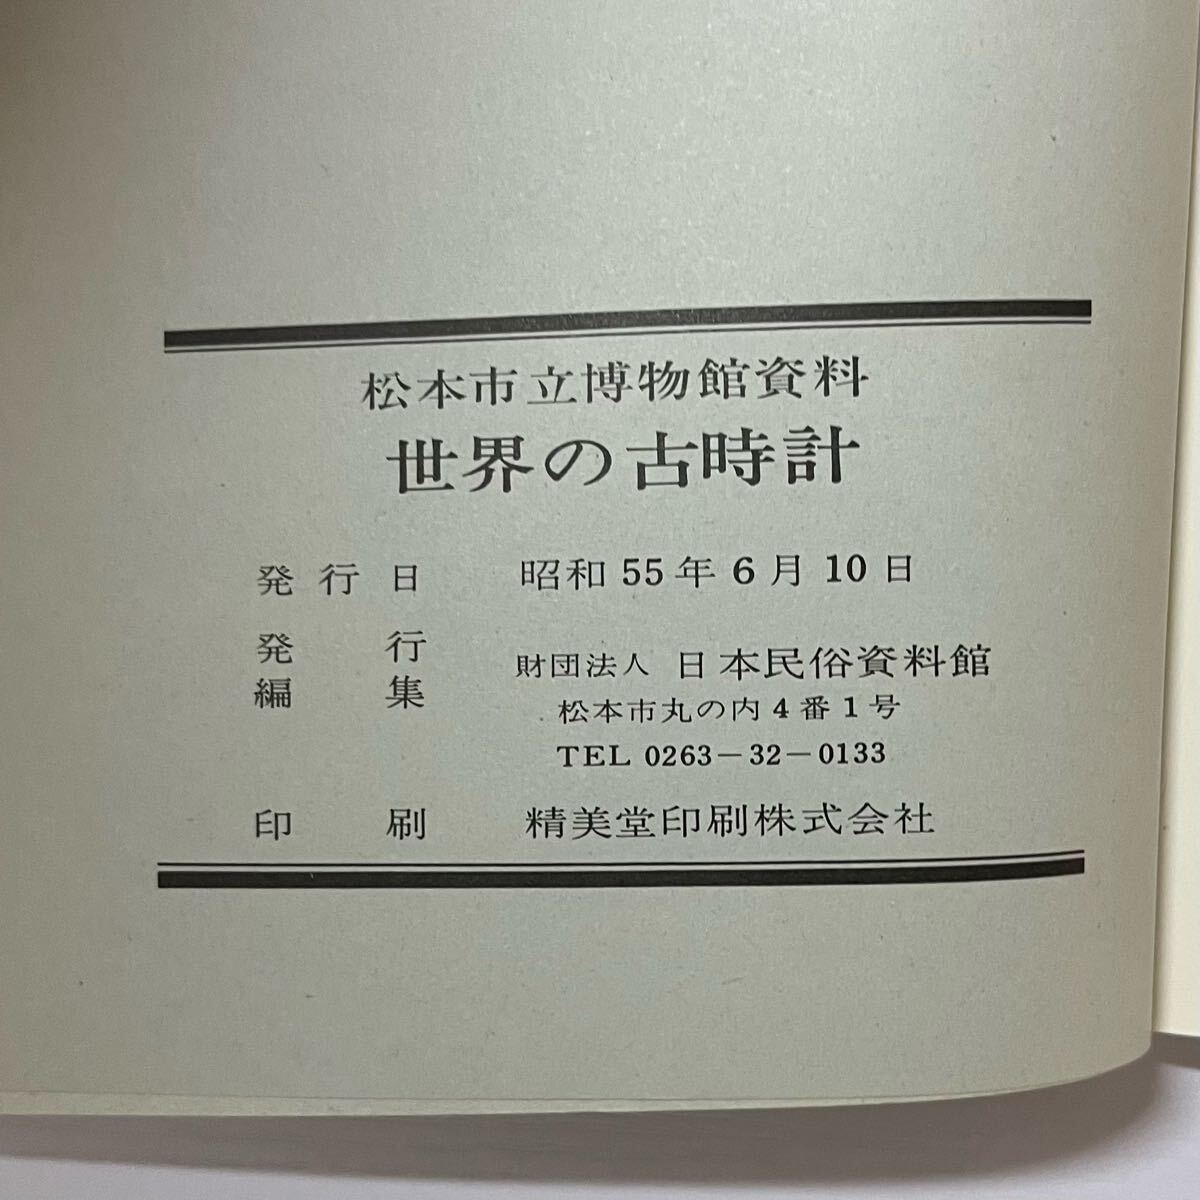 松本市立博物館資料
世界の古時計
発行日 昭和55年6月10日
発行
編集
財団法人 日本民俗資料館
松本市丸の内4番1号
TEL 0263-32-0133
印刷 精美堂印刷株式会社